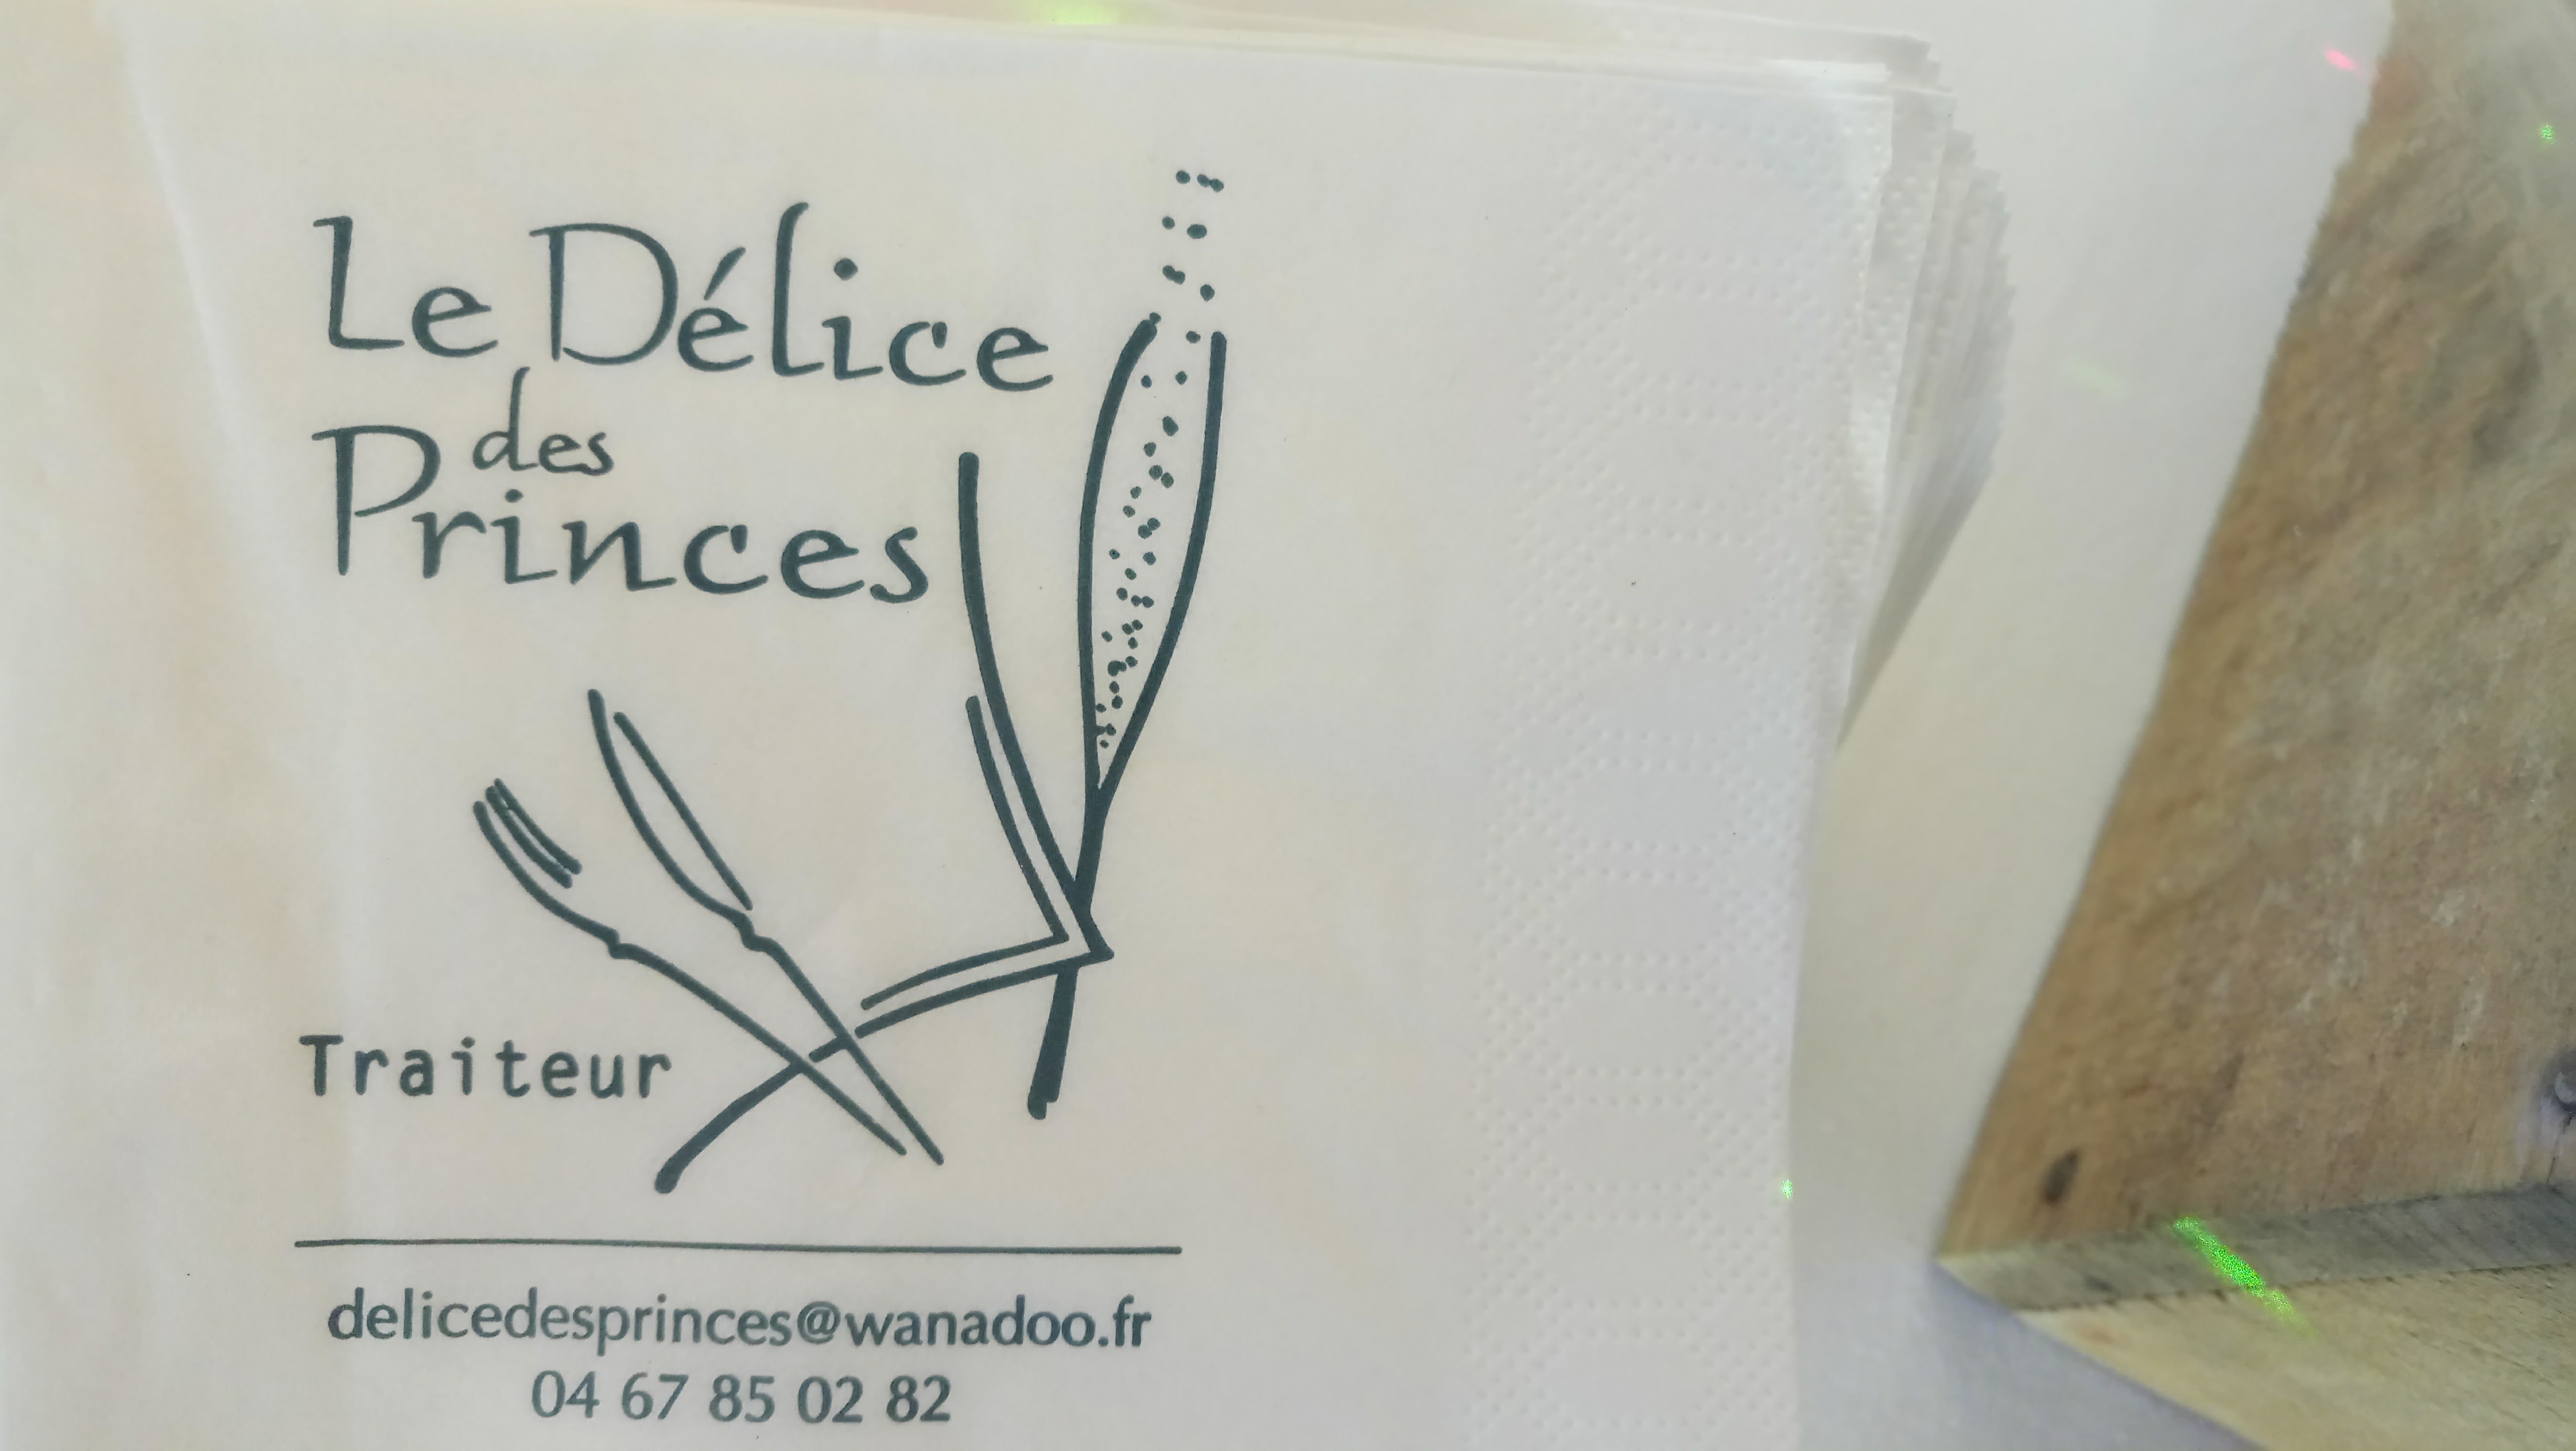 Le Délice
des
Princes
Traiteur
delicedesprinces@wanadoo.fr
04 67 85 02 82